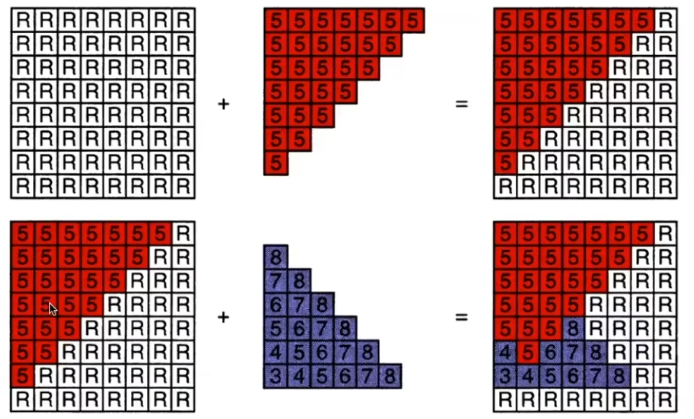 R R R R R R R R
R R R R R R R R
R R R R R R R R
R R R R R R R R
R R R R R R R R
R R R R R R R R
R R R R R R R R
R R R R R R R R
+
5 5 5 5 5 5 5
5 5 5 5 5 5
5 5 5 5 5
5 5 5 5
5 5 5
5 5
5
=
5 5 5 5 5 5 5 R
5 5 5 5 5 5 R R
5 5 5 5 5 R R R
5 5 5 5 R R R R
5 5 5 R R R R R
5 5 R R R R R R
5 R R R R R R R
R R R R R R R R
5 5 5 5 5 5 5 R
5 5 5 5 5 5 R R
5 5 5 5 5 R R R
5 5 5 5 R R R R
5 5 5 R R R R R
5 5 R R R R R R
5 R R R R R R R
R R R R R R R R
+
8
7 8
6 7 8
5 6 7 8
4 5 6 7 8
3 4 5 6 7 8
=
5 5 5 5 5 5 5 R
5 5 5 5 5 5 R R
5 5 5 5 5 R R R
5 5 5 5 R R R R
5 5 5 8 R R R R
4 5 6 7 8 R R R
3 4 5 6 7 8 R R
R R R R R R R R